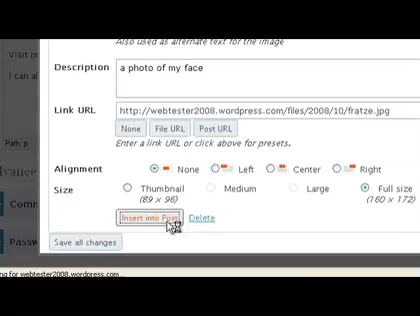 Also used as alternate text for the image
Visit m
Description
a photo of my face
I can al
Link URL
http://webtester2008.wordpress.com/files/2008/10/fratze.jpg
None File URL Post URL
Enter a link URL or click above for presets.
Path: p
Alignment None Left Center Right
Size Thumbnail Medium Large Full size
(89 × 96) (160 × 172)
Insert into Post Delete
Save all changes
vance
Comm
Passw
ng for webtester2008.wordpress.com...